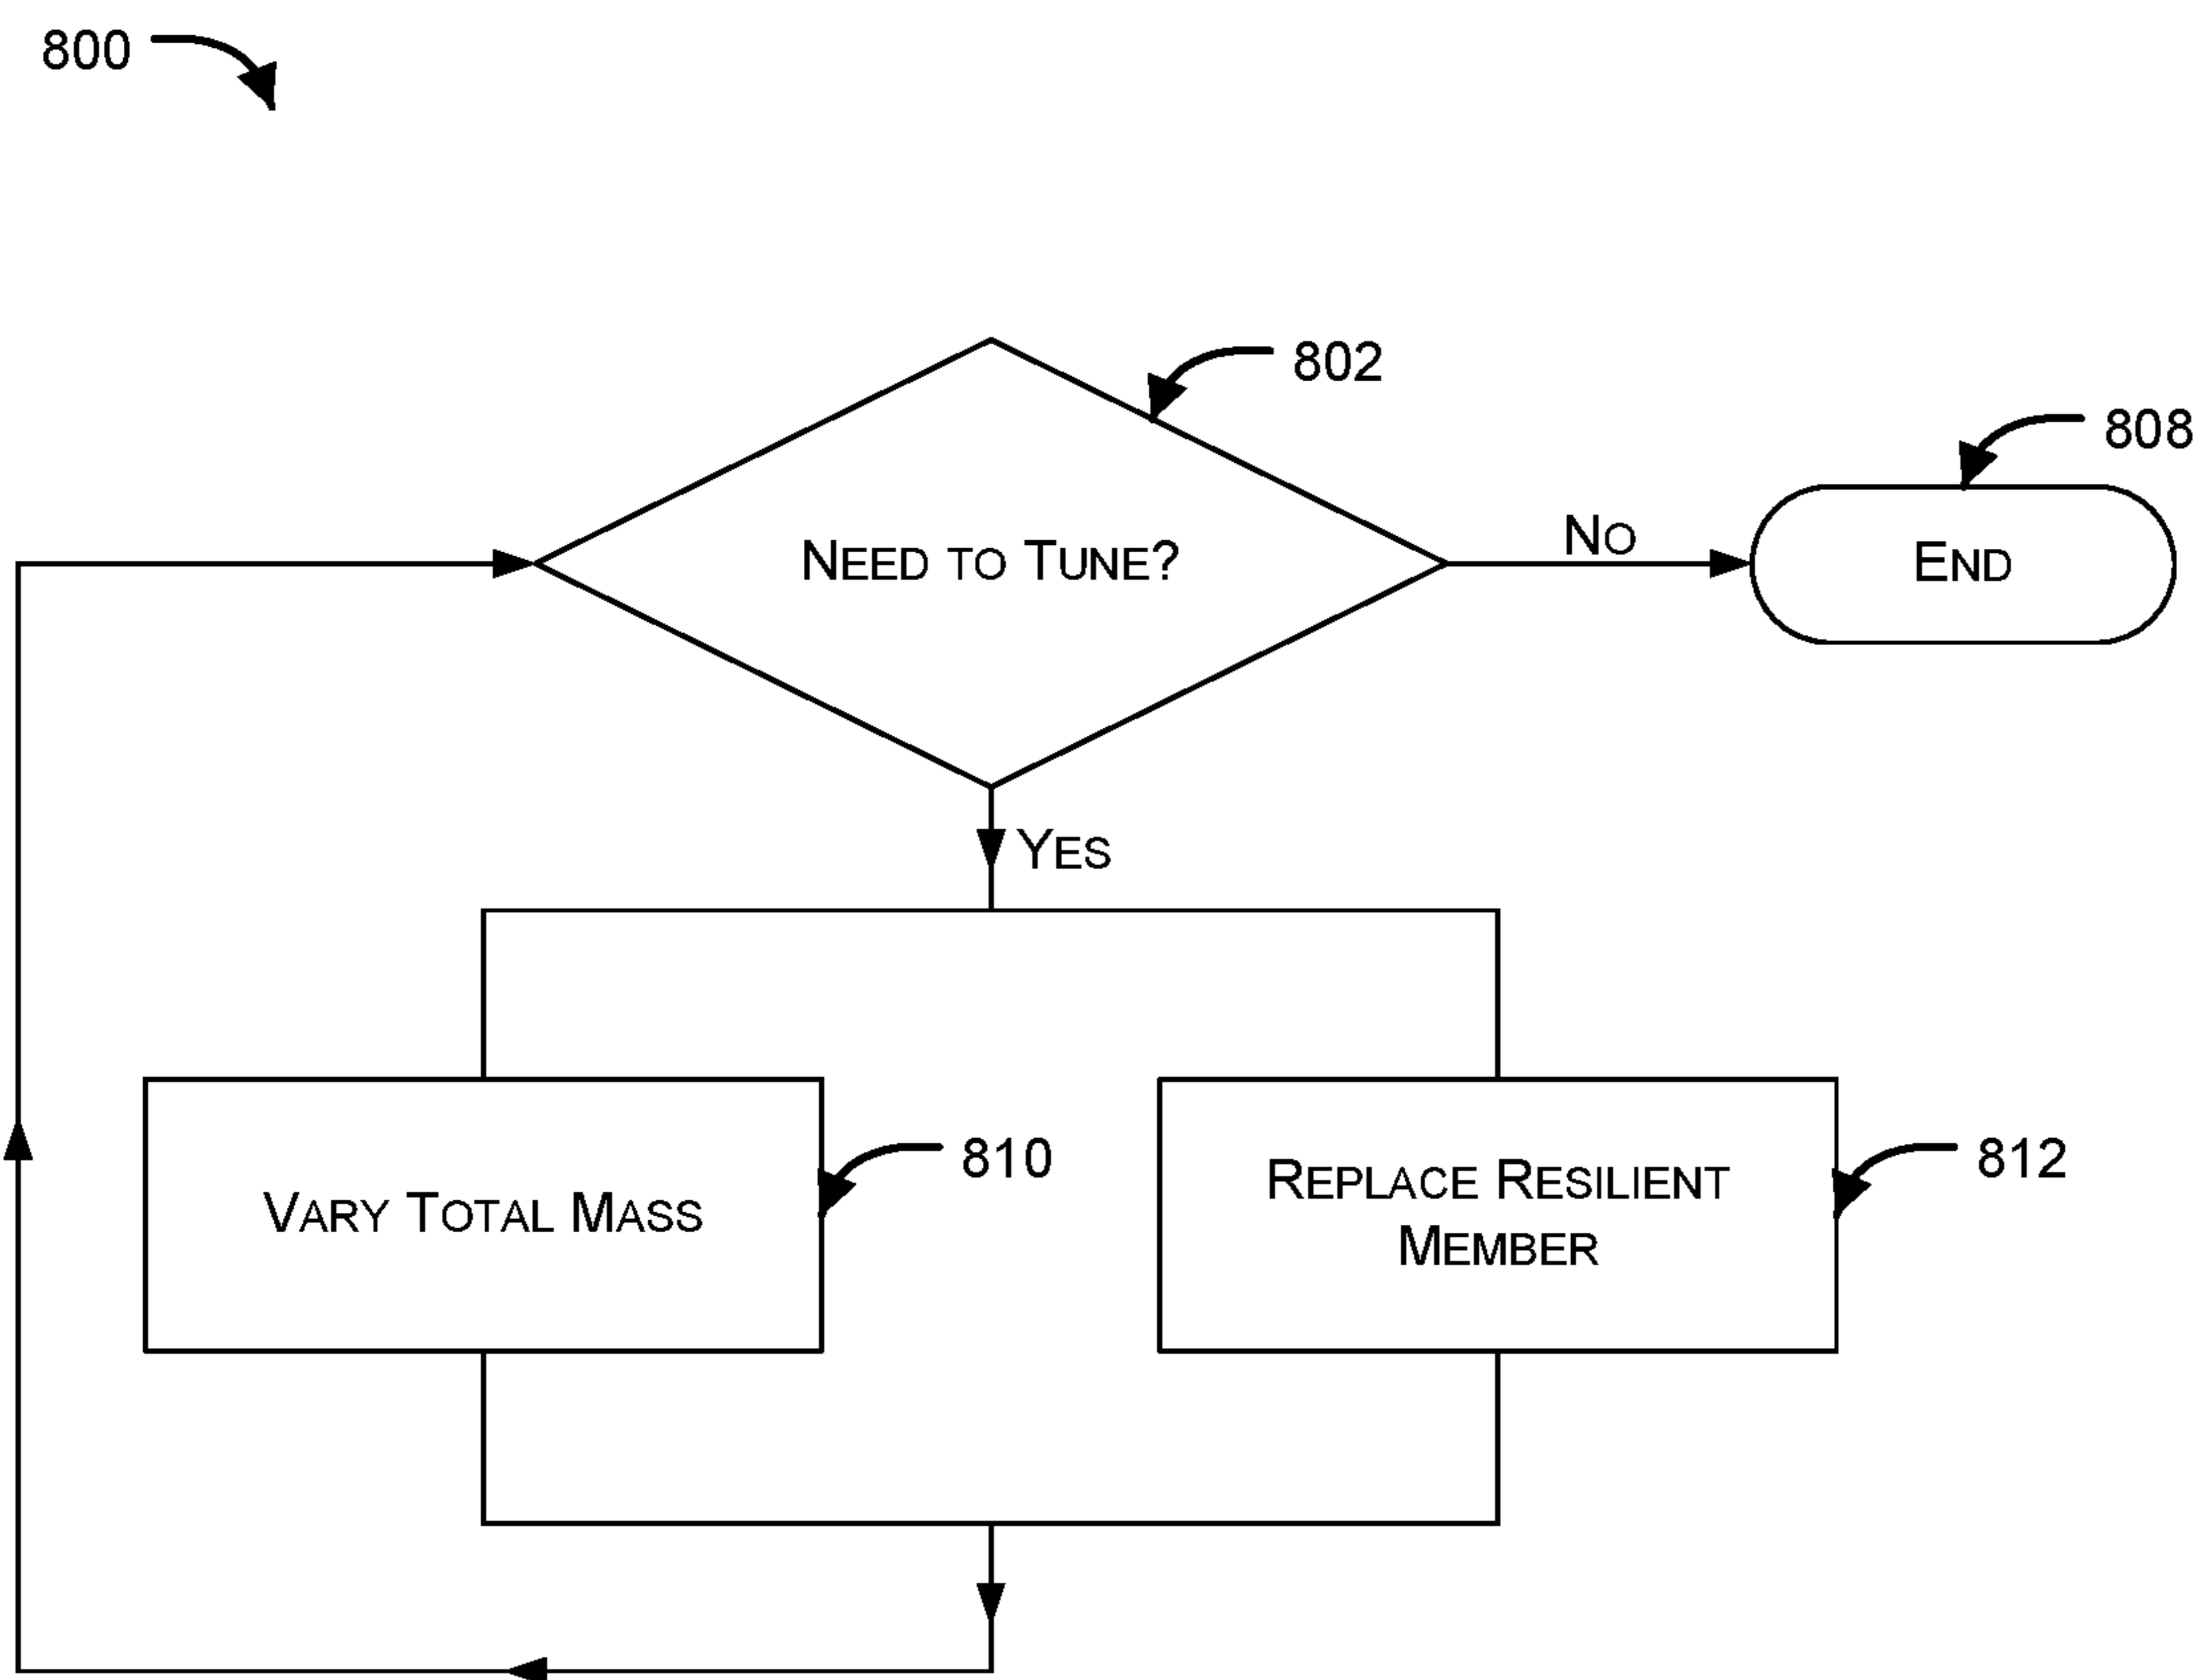 800
802
808
Need to Tune?
No
End
Yes
810
812
Vary Total Mass
Replace Resilient
Member